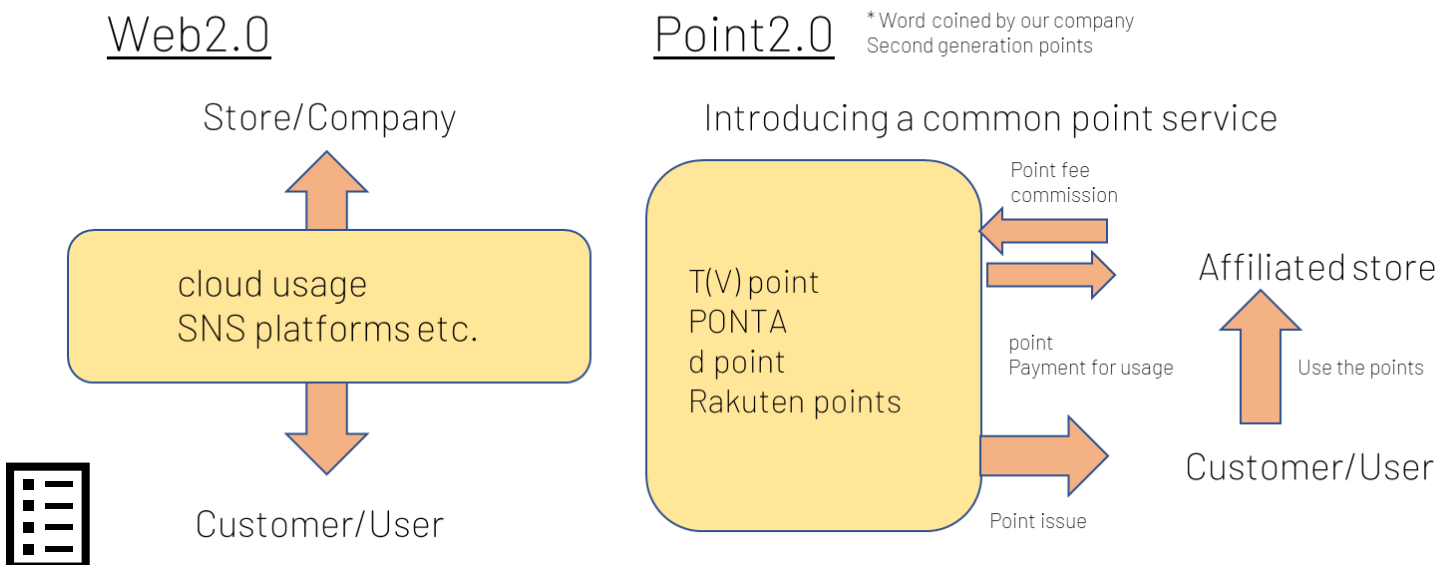 Web2.0
Store/Company
cloud usage
SNS platforms etc.
Customer/User
Point2.0
* Word coined by our company
Second generation points
Introducing a common point service
T(V) point
PONTA
d point
Rakuten points
Point fee
commission
point
Payment for usage
Point issue
Affiliated store
Use the points
Customer/User